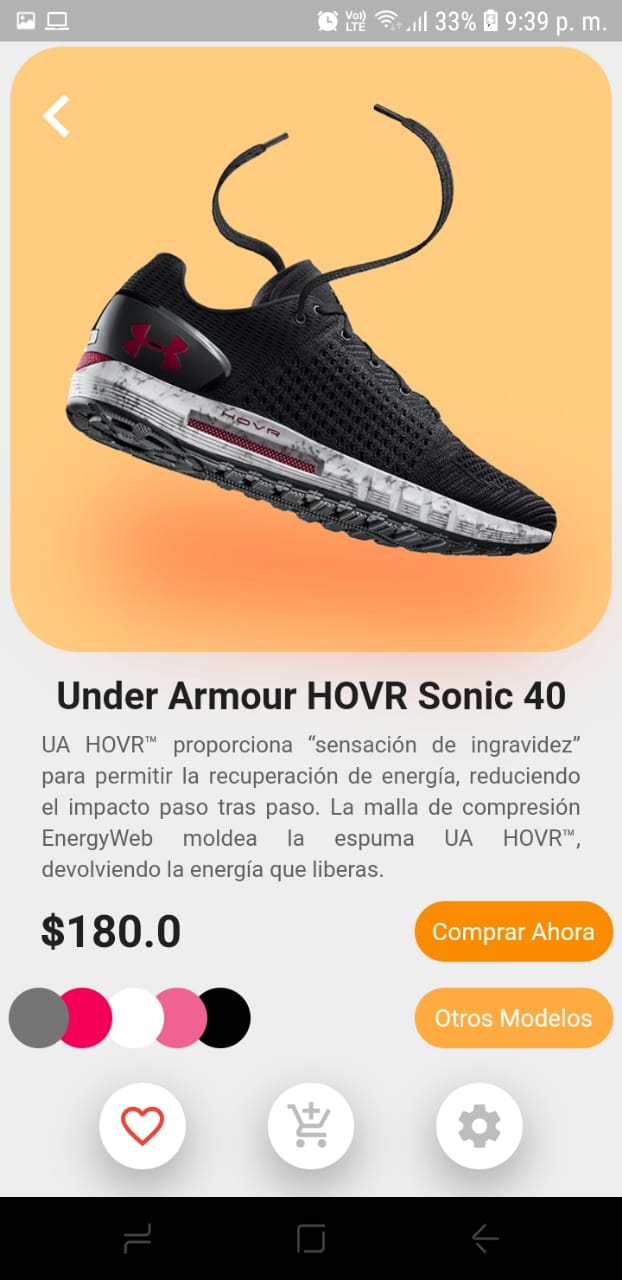 Vo)) LTE 33% 9:39 p. m.
HOVR
Under Armour HOVR Sonic 40
UA HOVR™ proporciona “sensación de ingravidez”
para permitir la recuperación de energía, reduciendo
el impacto paso tras paso. La malla de compresión
EnergyWeb moldea la espuma UA HOVR™,
devolviendo la energía que liberas.
$180.0
Comprar Ahora
Otros Modelos